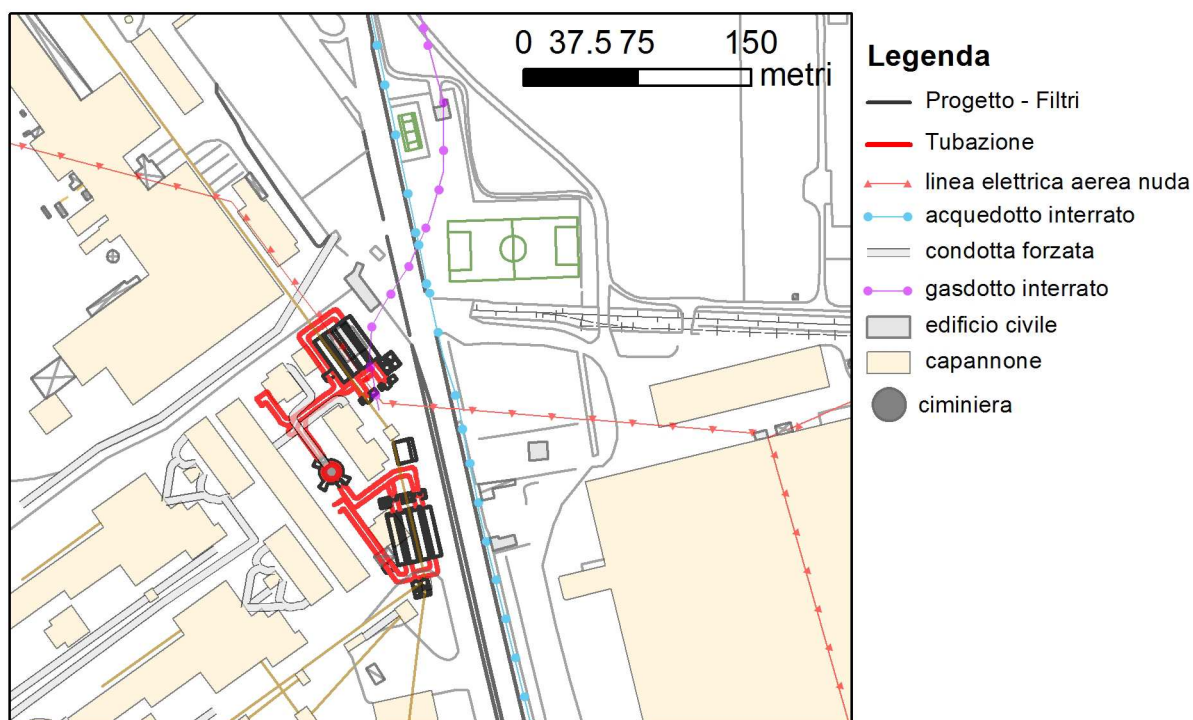 0 37.5 75 150
metri
Legenda
Progetto - Filtri
Tubazione
linea elettrica aerea nuda
acquedotto interrato
condotta forzata
gasdotto interrato
edificio civile
capannone
ciminiera